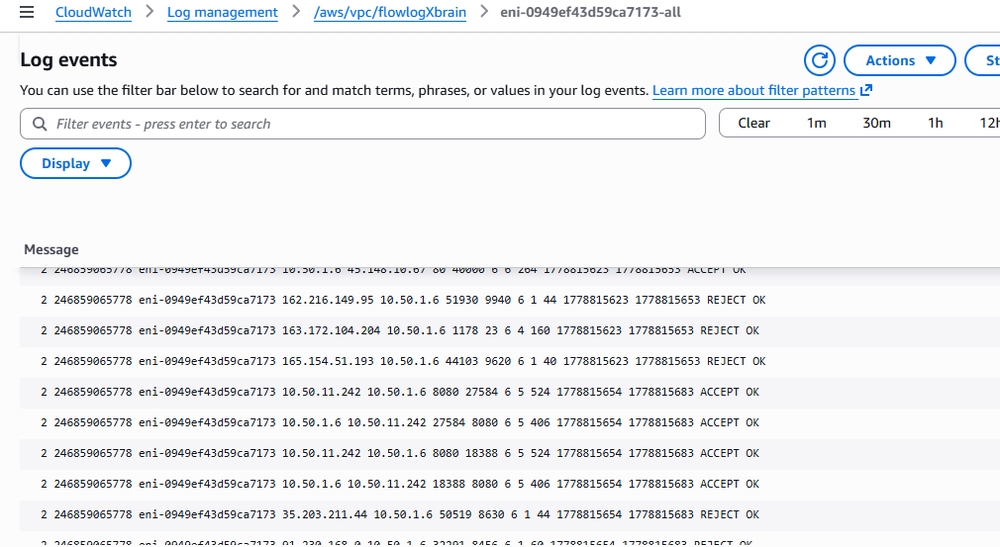 CloudWatch > Log management > /aws/vpc/flowlogXbrain > eni-0949ef43d59ca7173-all
Log events
Actions
St
You can use the filter bar below to search for and match terms, phrases, or values in your log events. Learn more about filter patterns
Filter events - press enter to search
Clear 1m 30m 1h 12h
Display
Message
2 246859065778 eni-0949ef43d59ca7173 10.50.1.6 45.148.10.67 80 40000 6 6 264 1778815623 1778815653 ACCEPT OK
2 246859065778 eni-0949ef43d59ca7173 162.216.149.95 10.50.1.6 51930 9940 6 1 44 1778815623 1778815653 REJECT OK
2 246859065778 eni-0949ef43d59ca7173 163.172.104.204 10.50.1.6 1178 23 6 4 160 1778815623 1778815653 REJECT OK
2 246859065778 eni-0949ef43d59ca7173 165.154.51.193 10.50.1.6 44103 9620 6 1 40 1778815623 1778815653 REJECT OK
2 246859065778 eni-0949ef43d59ca7173 10.50.11.242 10.50.1.6 8080 27584 6 5 524 1778815654 1778815683 ACCEPT OK
2 246859065778 eni-0949ef43d59ca7173 10.50.1.6 10.50.11.242 27584 8080 6 5 406 1778815654 1778815683 ACCEPT OK
2 246859065778 eni-0949ef43d59ca7173 10.50.11.242 10.50.1.6 8080 18388 6 5 524 1778815654 1778815683 ACCEPT OK
2 246859065778 eni-0949ef43d59ca7173 10.50.1.6 10.50.11.242 18388 8080 6 5 406 1778815654 1778815683 ACCEPT OK
2 246859065778 eni-0949ef43d59ca7173 35.203.211.44 10.50.1.6 50519 8630 6 1 44 1778815654 1778815683 REJECT OK
2 246859065778 eni-0949ef43d59ca7173 10.50.1.6 6 1 60 1778815654 1778815683 REJECT OK